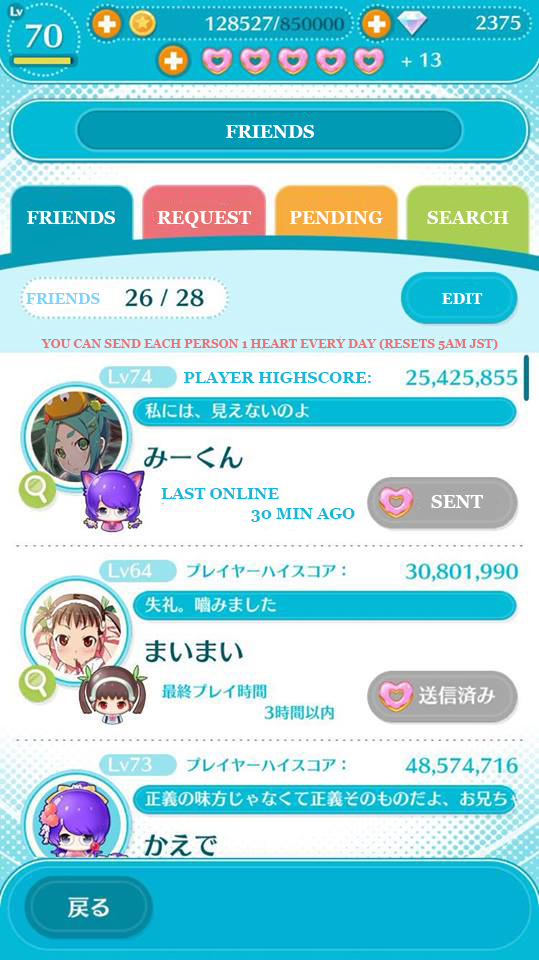 Lv
70
128527/850000
2375
+ 13
FRIENDS
FRIENDS
REQUEST
PENDING
SEARCH
FRIENDS 26 / 28
EDIT
YOU CAN SEND EACH PERSON 1 HEART EVERY DAY (RESETS 5AM JST)
Lv74 PLAYER HIGHSCORE: 25,425,855
私には、見えないのよ
みーくん
LAST ONLINE
30 MIN AGO
SENT
Lv64 プレイヤーハイスコア： 30,801,990
失礼。嚙みました
まいまい
最終プレイ時間
3時間以内
送信済み
Lv73 プレイヤーハイスコア： 48,574,716
正義の味方じゃなくて正義そのものだよ、お兄ち
かえで
戻る